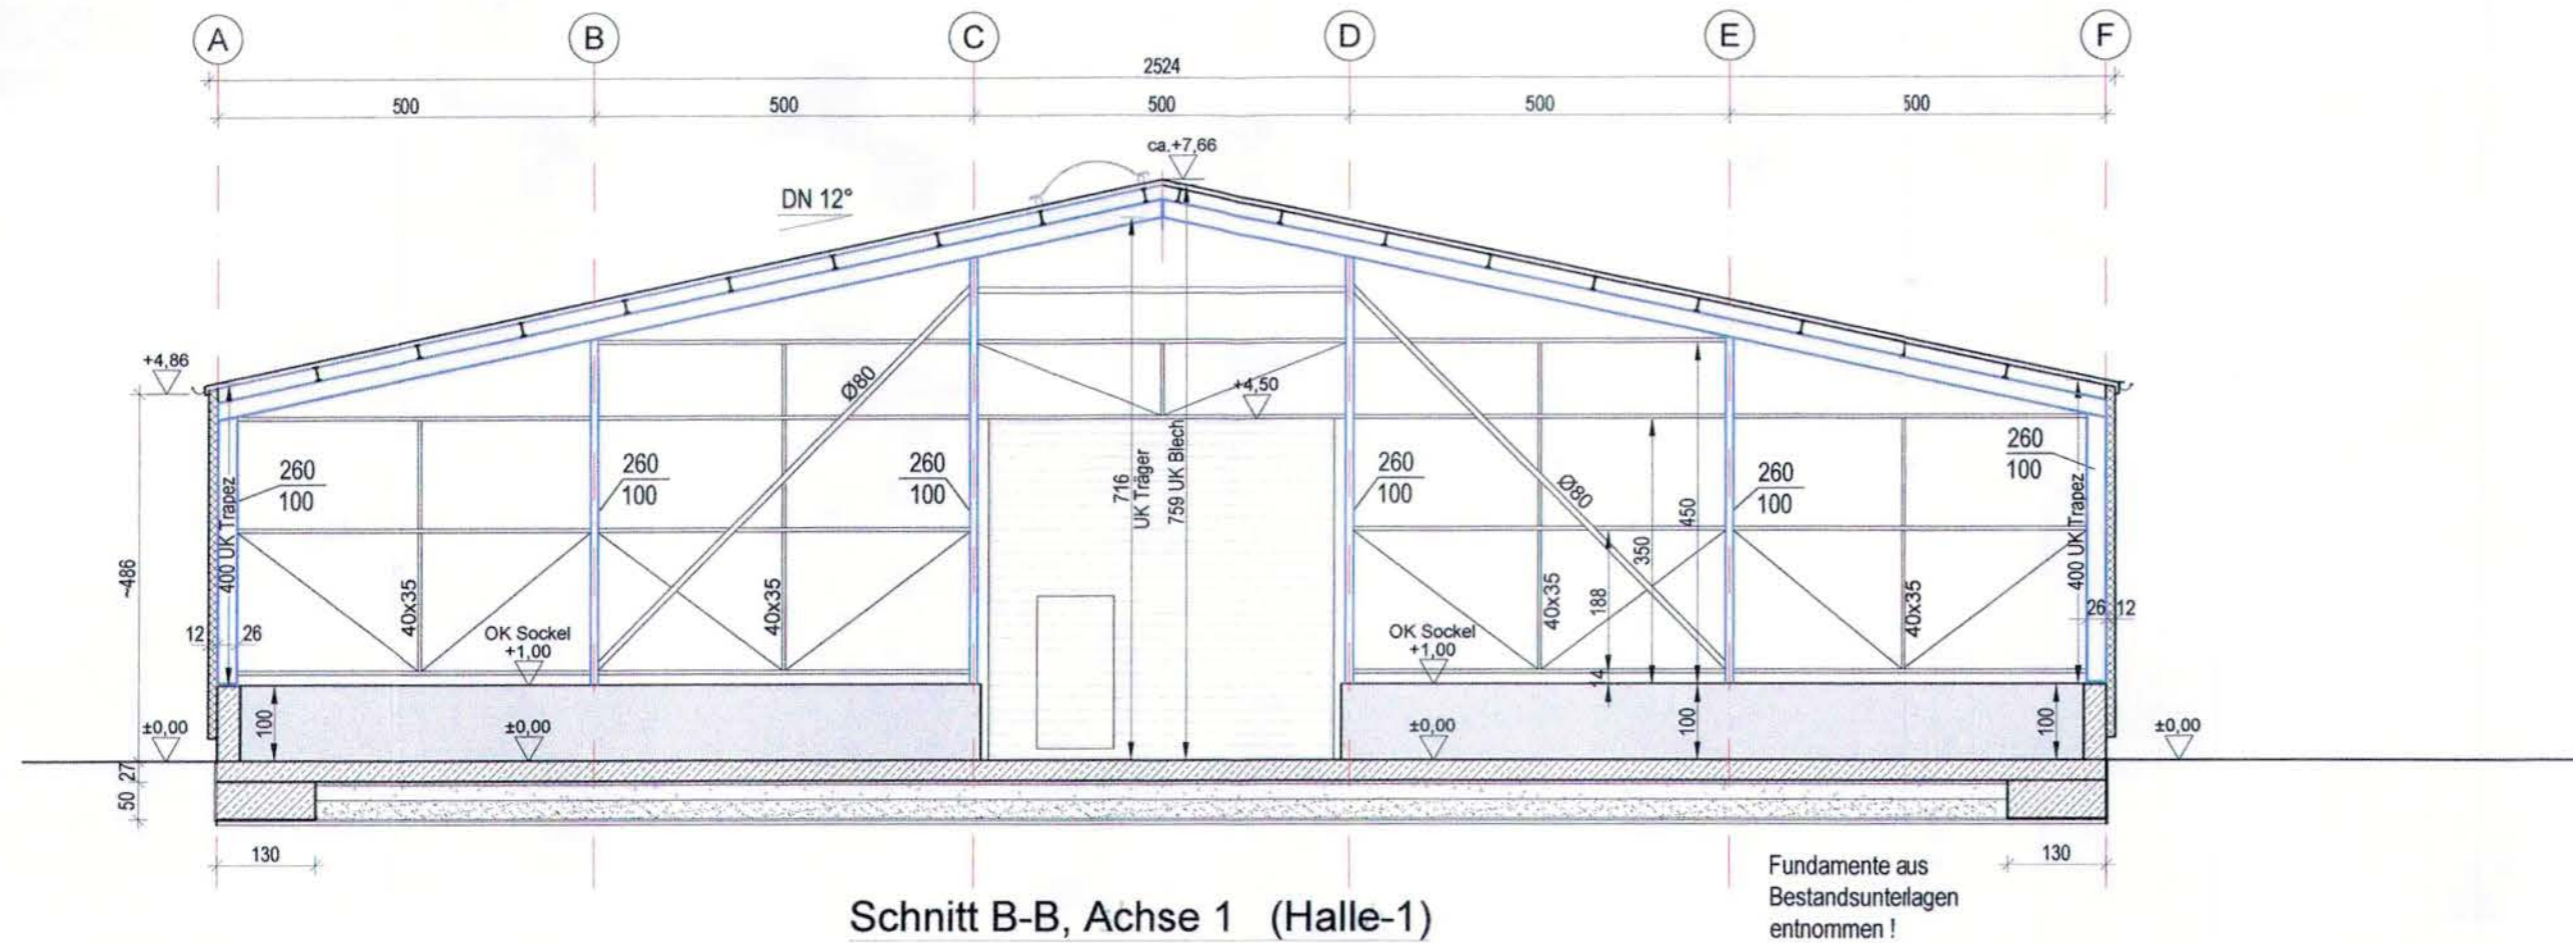 A B C D E F
2524
500 500 500 500 500
ca.+7,66
DN 12°
+4,86
Ø80
+4,50
260
100
260
100
260
100
260
100
260
100
260
100
400 UK Trapez
716
UK Träger
759 UK Blech
Ø80
450
350
188
14
400 UK Trapez
~486
40x35
40x35
40x35
40x35
12 26
26 12
OK Sockel
+1,00
OK Sockel
+1,00
±0,00
100
±0,00
±0,00
100
100
±0,00
27
50
130
130
Fundamente aus
Bestandsunterlagen
entnommen !
Schnitt B-B, Achse 1 (Halle-1)